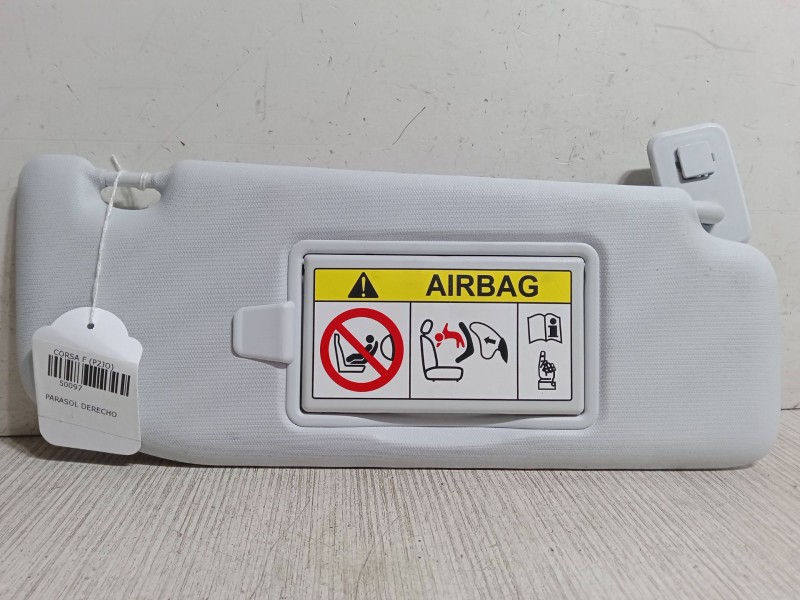 AIRBAG
CORSA F (P2JO)
50097
PARASOL DERECHO